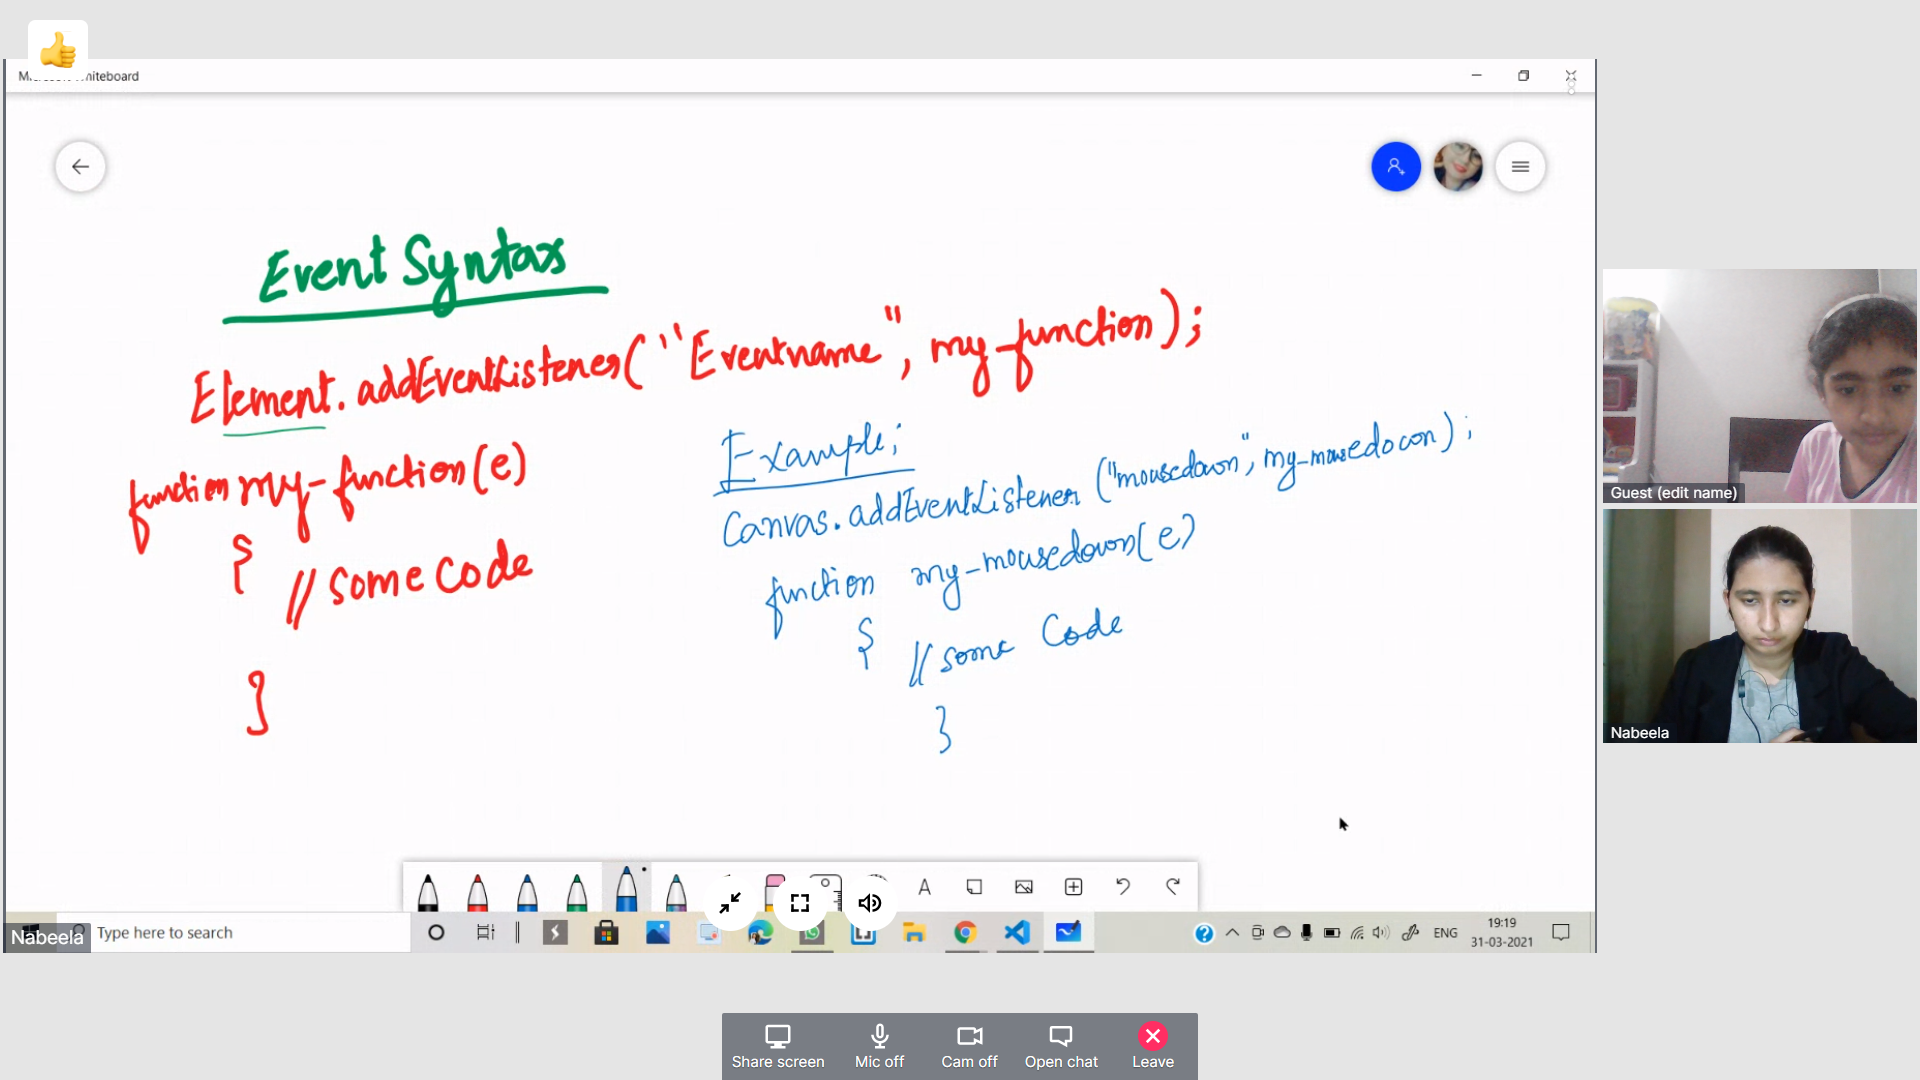 Microsoft Whiteboard
Event Syntax
Element.addEventListener("Eventname", my-function);
function my-function(e)
{
// some code
}
Example;
Canvas.addEventListener ("mousedown", my-mousedown);
function my-mousedown(e)
{
// some Code
}
Guest (edit name)
Nabeela
Nabeela
Type here to search
ENG
19:19
31-03-2021
Share screen
Mic off
Cam off
Open chat
Leave